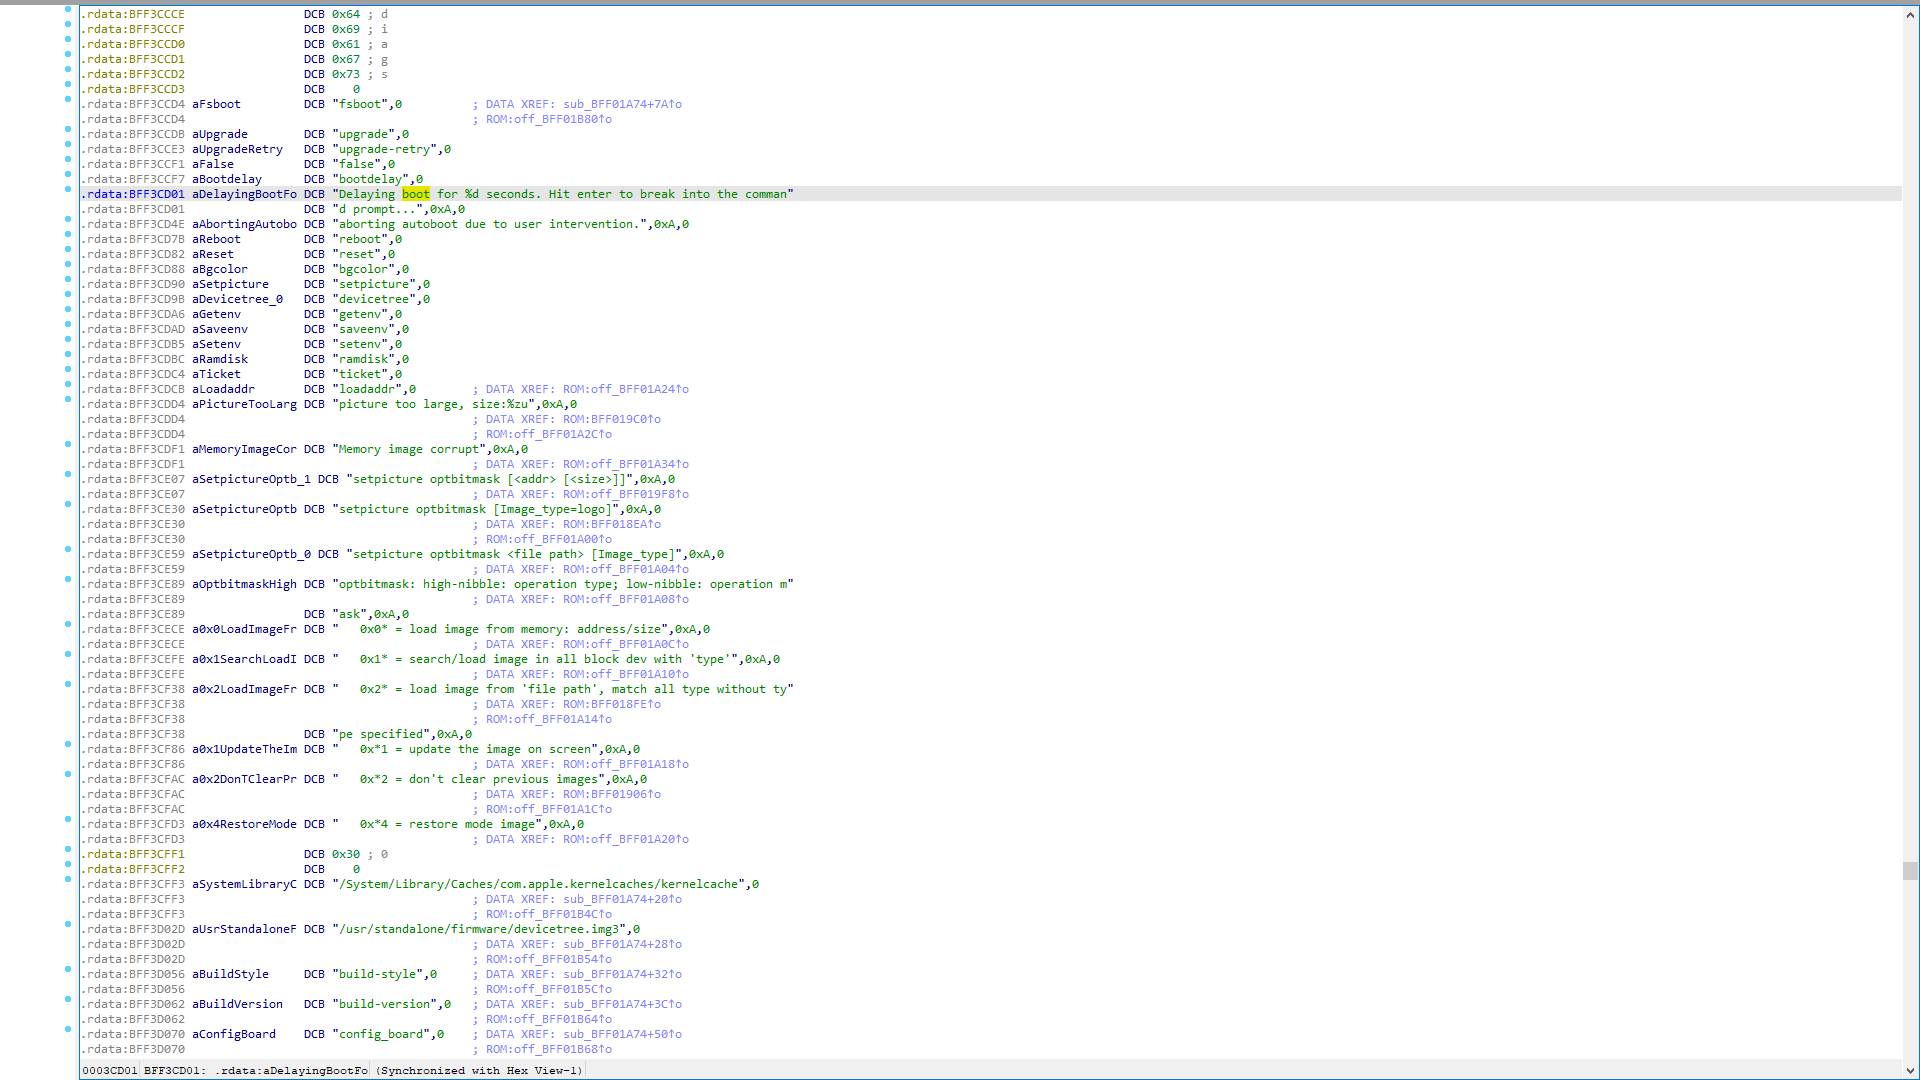 .rdata:BFF3CCCE DCB 0x64 ; d
.rdata:BFF3CCCF DCB 0x69 ; i
.rdata:BFF3CCD0 DCB 0x61 ; a
.rdata:BFF3CCD1 DCB 0x67 ; g
.rdata:BFF3CCD2 DCB 0x73 ; s
.rdata:BFF3CCD3 DCB 0
.rdata:BFF3CCD4 aFsboot DCB "fsboot",0 ; DATA XREF: sub_BFF01A74+7A↑o
.rdata:BFF3CCD4 ; ROM:off_BFF01B80↑o
.rdata:BFF3CCDB aUpgrade DCB "upgrade",0
.rdata:BFF3CCE3 aUpgradeRetry DCB "upgrade-retry",0
.rdata:BFF3CCF1 aFalse DCB "false",0
.rdata:BFF3CCF7 aBootdelay DCB "bootdelay",0
.rdata:BFF3CD01 aDelayingBootFo DCB "Delaying boot for %d seconds. Hit enter to break into the comman"
.rdata:BFF3CD01 DCB "d prompt...",0xA,0
.rdata:BFF3CD4E aAbortingAutobo DCB "aborting autoboot due to user intervention.",0xA,0
.rdata:BFF3CD7B aReboot DCB "reboot",0
.rdata:BFF3CD82 aReset DCB "reset",0
.rdata:BFF3CD88 aBgcolor DCB "bgcolor",0
.rdata:BFF3CD90 aSetpicture DCB "setpicture",0
.rdata:BFF3CD9B aDevicetree_0 DCB "devicetree",0
.rdata:BFF3CDA6 aGetenv DCB "getenv",0
.rdata:BFF3CDAD aSaveenv DCB "saveenv",0
.rdata:BFF3CDB5 aSetenv DCB "setenv",0
.rdata:BFF3CDBC aRamdisk DCB "ramdisk",0
.rdata:BFF3CDC4 aTicket DCB "ticket",0
.rdata:BFF3CDCB aLoadaddr DCB "loadaddr",0 ; DATA XREF: ROM:off_BFF01A24↑o
.rdata:BFF3CDD4 aPictureTooLarg DCB "picture too large, size:%zu",0xA,0
.rdata:BFF3CDD4 ; DATA XREF: ROM:BFF019C0↑o
.rdata:BFF3CDD4 ; ROM:off_BFF01A2C↑o
.rdata:BFF3CDF1 aMemoryImageCor DCB "Memory image corrupt",0xA,0
.rdata:BFF3CDF1 ; DATA XREF: ROM:off_BFF01A34↑o
.rdata:BFF3CE07 aSetpictureOptb_1 DCB "setpicture optbitmask [<addr> [<size>]]",0xA,0
.rdata:BFF3CE07 ; DATA XREF: ROM:off_BFF019F8↑o
.rdata:BFF3CE30 aSetpictureOptb DCB "setpicture optbitmask [Image_type=logo]",0xA,0
.rdata:BFF3CE30 ; DATA XREF: ROM:BFF018EA↑o
.rdata:BFF3CE30 ; ROM:off_BFF01A00↑o
.rdata:BFF3CE59 aSetpictureOptb_0 DCB "setpicture optbitmask <file path> [Image_type]",0xA,0
.rdata:BFF3CE59 ; DATA XREF: ROM:off_BFF01A04↑o
.rdata:BFF3CE89 aOptbitmaskHigh DCB "optbitmask: high-nibble: operation type; low-nibble: operation m"
.rdata:BFF3CE89 ; DATA XREF: ROM:off_BFF01A08↑o
.rdata:BFF3CE89 DCB "ask",0xA,0
.rdata:BFF3CECE a0x0LoadImageFr DCB "   0x0* = load image from memory: address/size",0xA,0
.rdata:BFF3CECE ; DATA XREF: ROM:off_BFF01A0C↑o
.rdata:BFF3CEFE a0x1SearchLoadI DCB "   0x1* = search/load image in all block dev with 'type'",0xA,0
.rdata:BFF3CEFE ; DATA XREF: ROM:off_BFF01A10↑o
.rdata:BFF3CF38 a0x2LoadImageFr DCB "   0x2* = load image from 'file path', match all type without ty"
.rdata:BFF3CF38 ; DATA XREF: ROM:BFF018FE↑o
.rdata:BFF3CF38 ; ROM:off_BFF01A14↑o
.rdata:BFF3CF38 DCB "pe specified",0xA,0
.rdata:BFF3CF86 a0x1UpdateTheIm DCB "   0x*1 = update the image on screen",0xA,0
.rdata:BFF3CF86 ; DATA XREF: ROM:off_BFF01A18↑o
.rdata:BFF3CFAC a0x2DonTClearPr DCB "   0x*2 = don't clear previous images",0xA,0
.rdata:BFF3CFAC ; DATA XREF: ROM:BFF01906↑o
.rdata:BFF3CFAC ; ROM:off_BFF01A1C↑o
.rdata:BFF3CFD3 a0x4RestoreMode DCB "   0x*4 = restore mode image",0xA,0
.rdata:BFF3CFD3 ; DATA XREF: ROM:off_BFF01A20↑o
.rdata:BFF3CFF1 DCB 0x30 ; 0
.rdata:BFF3CFF2 DCB 0
.rdata:BFF3CFF3 aSystemLibraryC DCB "/System/Library/Caches/com.apple.kernelcaches/kernelcache",0
.rdata:BFF3CFF3 ; DATA XREF: sub_BFF01A74+20↑o
.rdata:BFF3CFF3 ; ROM:off_BFF01B4C↑o
.rdata:BFF3D02D aUsrStandaloneF DCB "/usr/standalone/firmware/devicetree.img3",0
.rdata:BFF3D02D ; DATA XREF: sub_BFF01A74+28↑o
.rdata:BFF3D02D ; ROM:off_BFF01B54↑o
.rdata:BFF3D056 aBuildStyle DCB "build-style",0 ; DATA XREF: sub_BFF01A74+32↑o
.rdata:BFF3D056 ; ROM:off_BFF01B5C↑o
.rdata:BFF3D062 aBuildVersion DCB "build-version",0 ; DATA XREF: sub_BFF01A74+3C↑o
.rdata:BFF3D062 ; ROM:off_BFF01B64↑o
.rdata:BFF3D070 aConfigBoard DCB "config_board",0 ; DATA XREF: sub_BFF01A74+50↑o
.rdata:BFF3D070 ; ROM:off_BFF01B68↑o
0003CD01 BFF3CD01: .rdata:aDelayingBootFo (Synchronized with Hex View-1)